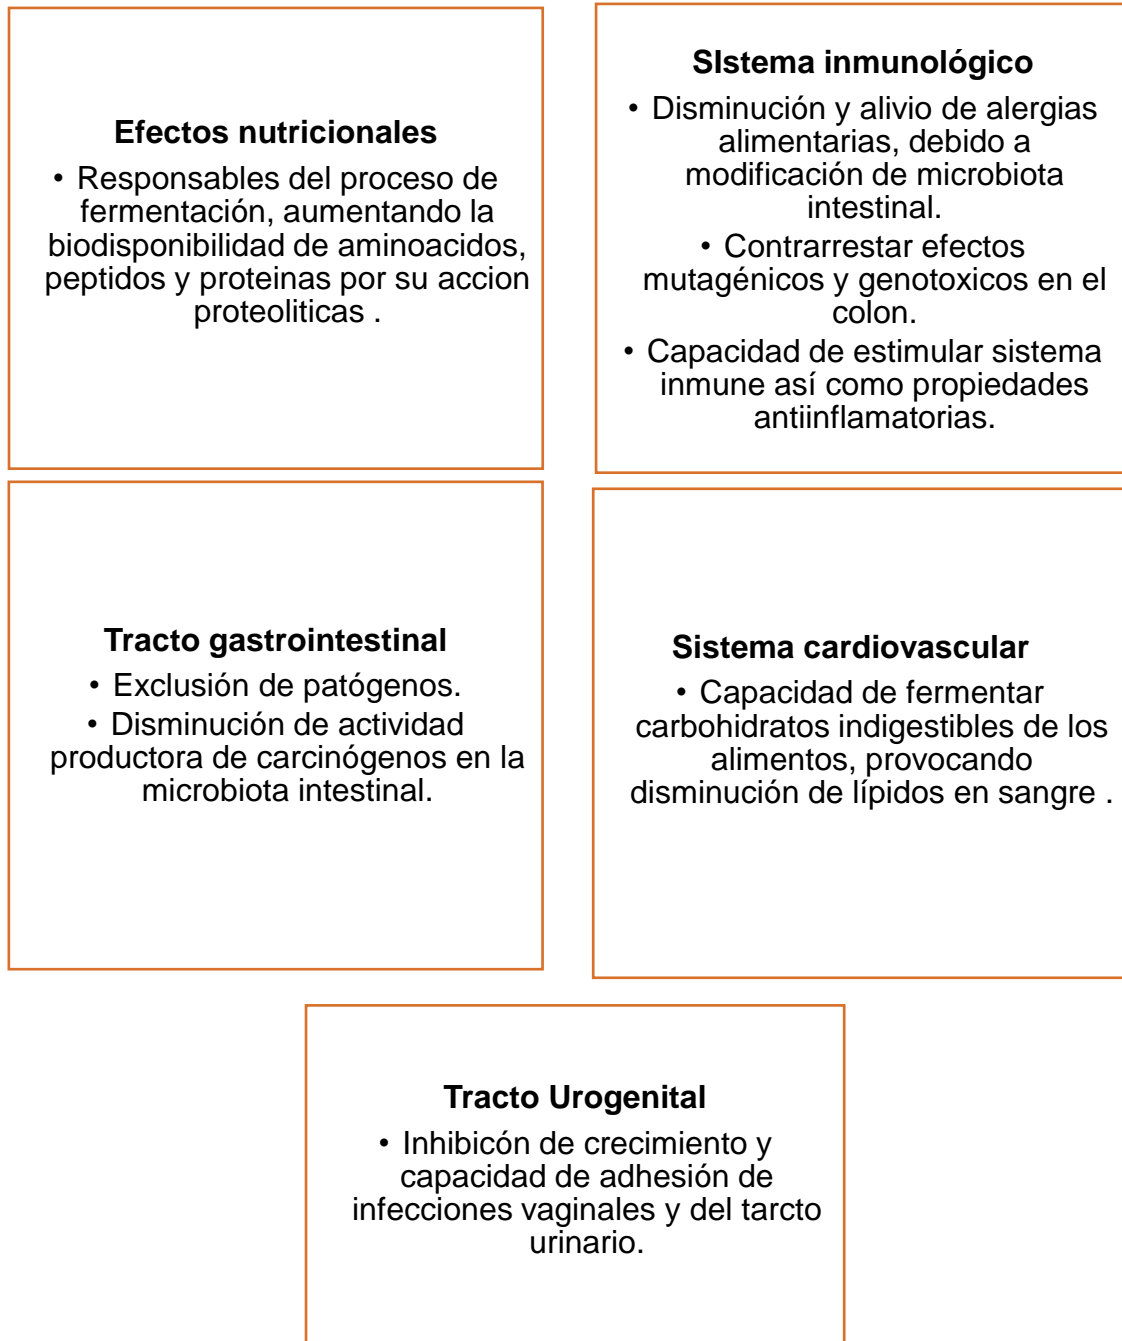 Efectos nutricionales
• Responsables del proceso de
fermentación, aumentando la
biodisponibilidad de aminoacidos,
peptidos y proteinas por su accion
proteoliticas .
SIstema inmunológico
• Disminución y alivio de alergias
alimentarias, debido a
modificación de microbiota
intestinal.
• Contrarrestar efectos
mutagénicos y genotoxicos en el
colon.
• Capacidad de estimular sistema
inmune así como propiedades
antiinflamatorias.
Tracto gastrointestinal
• Exclusión de patógenos.
• Disminución de actividad
productora de carcinógenos en la
microbiota intestinal.
Sistema cardiovascular
• Capacidad de fermentar
carbohidratos indigestibles de los
alimentos, provocando
disminución de lípidos en sangre .
Tracto Urogenital
• Inhibicón de crecimiento y
capacidad de adhesión de
infecciones vaginales y del tarcto
urinario.